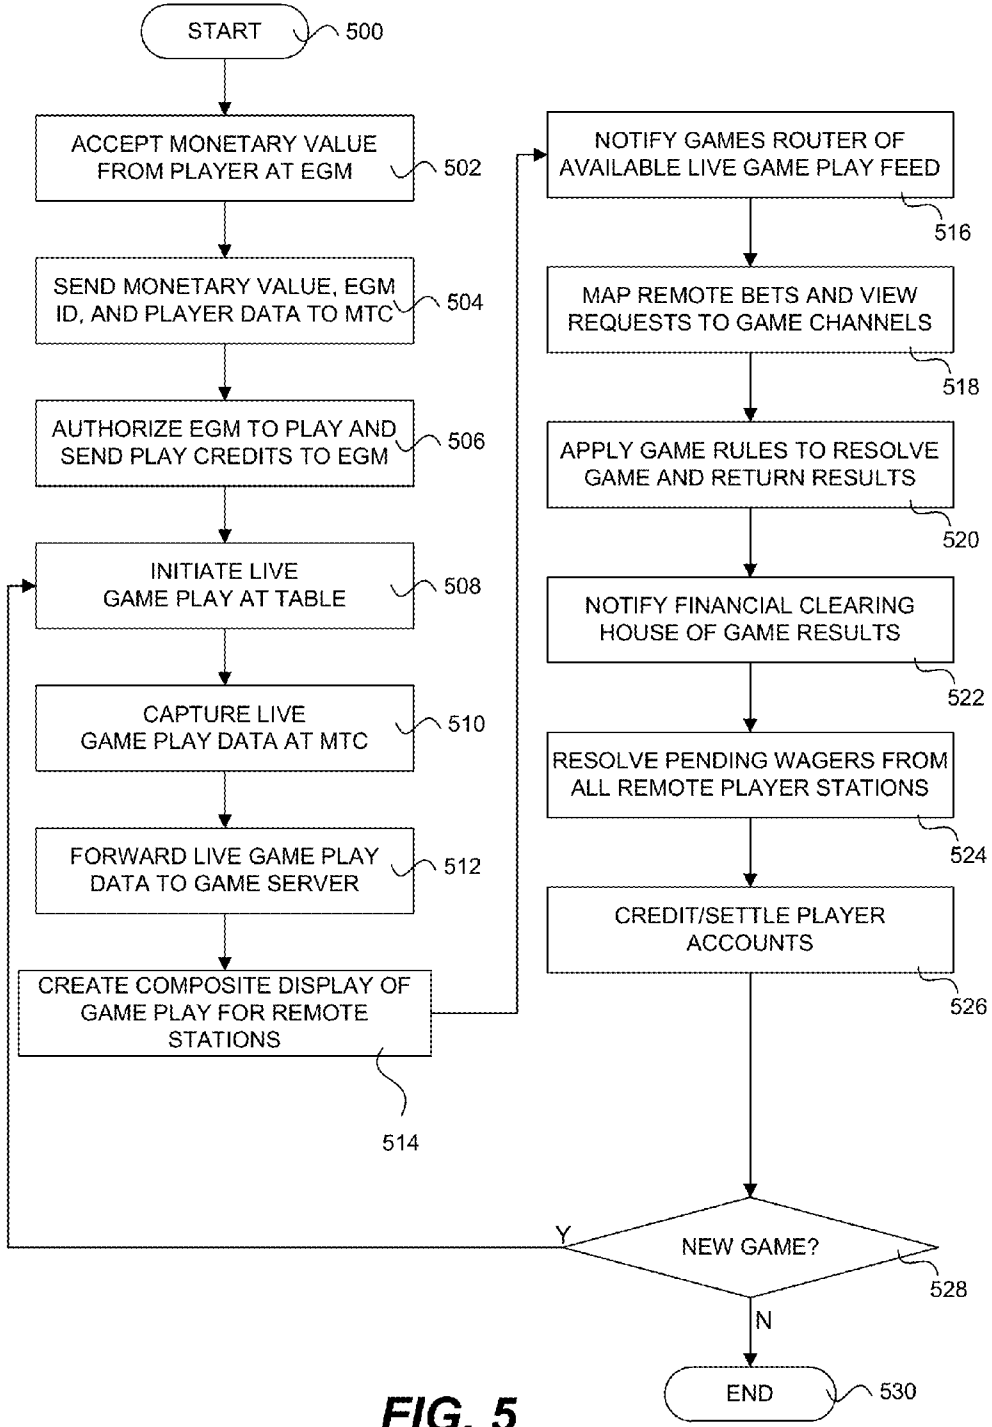 START
500
ACCEPT MONETARY VALUE
FROM PLAYER AT EGM
502
SEND MONETARY VALUE, EGM
ID, AND PLAYER DATA TO MTC
504
AUTHORIZE EGM TO PLAY AND
SEND PLAY CREDITS TO EGM
506
INITIATE LIVE
GAME PLAY AT TABLE
508
CAPTURE LIVE
GAME PLAY DATA AT MTC
510
FORWARD LIVE GAME PLAY
DATA TO GAME SERVER
512
CREATE COMPOSITE DISPLAY OF
GAME PLAY FOR REMOTE
STATIONS
514
NOTIFY GAMES ROUTER OF
AVAILABLE LIVE GAME PLAY FEED
516
MAP REMOTE BETS AND VIEW
REQUESTS TO GAME CHANNELS
518
APPLY GAME RULES TO RESOLVE
GAME AND RETURN RESULTS
520
NOTIFY FINANCIAL CLEARING
HOUSE OF GAME RESULTS
522
RESOLVE PENDING WAGERS FROM
ALL REMOTE PLAYER STATIONS
524
CREDIT/SETTLE PLAYER
ACCOUNTS
526
Y
NEW GAME?
528
N
END
530
FIG. 5